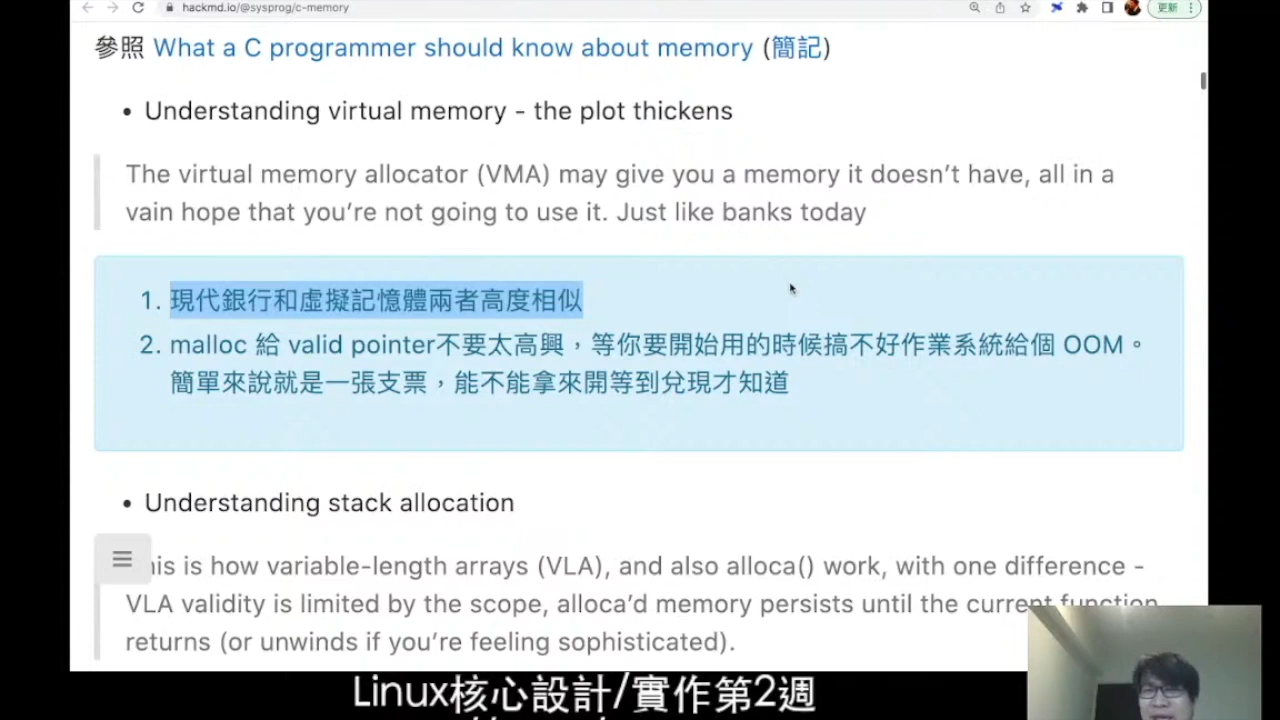 hackmd.io/@sysprog/c-memory
更新
參照 What a C programmer should know about memory (簡記)
• Understanding virtual memory - the plot thickens
The virtual memory allocator (VMA) may give you a memory it doesn't have, all in a
vain hope that you're not going to use it. Just like banks today
1. 現代銀行和虛擬記憶體兩者高度相似
2. malloc 給 valid pointer不要太高興，等你要開始用的時候搞不好作業系統給個 OOM。
簡單來說就是一張支票，能不能拿來開等到兌現才知道
• Understanding stack allocation
his is how variable-length arrays (VLA), and also alloca() work, with one difference -
VLA validity is limited by the scope, alloca'd memory persists until the current function
returns (or unwinds if you're feeling sophisticated).
Linux核心設計/實作第2週